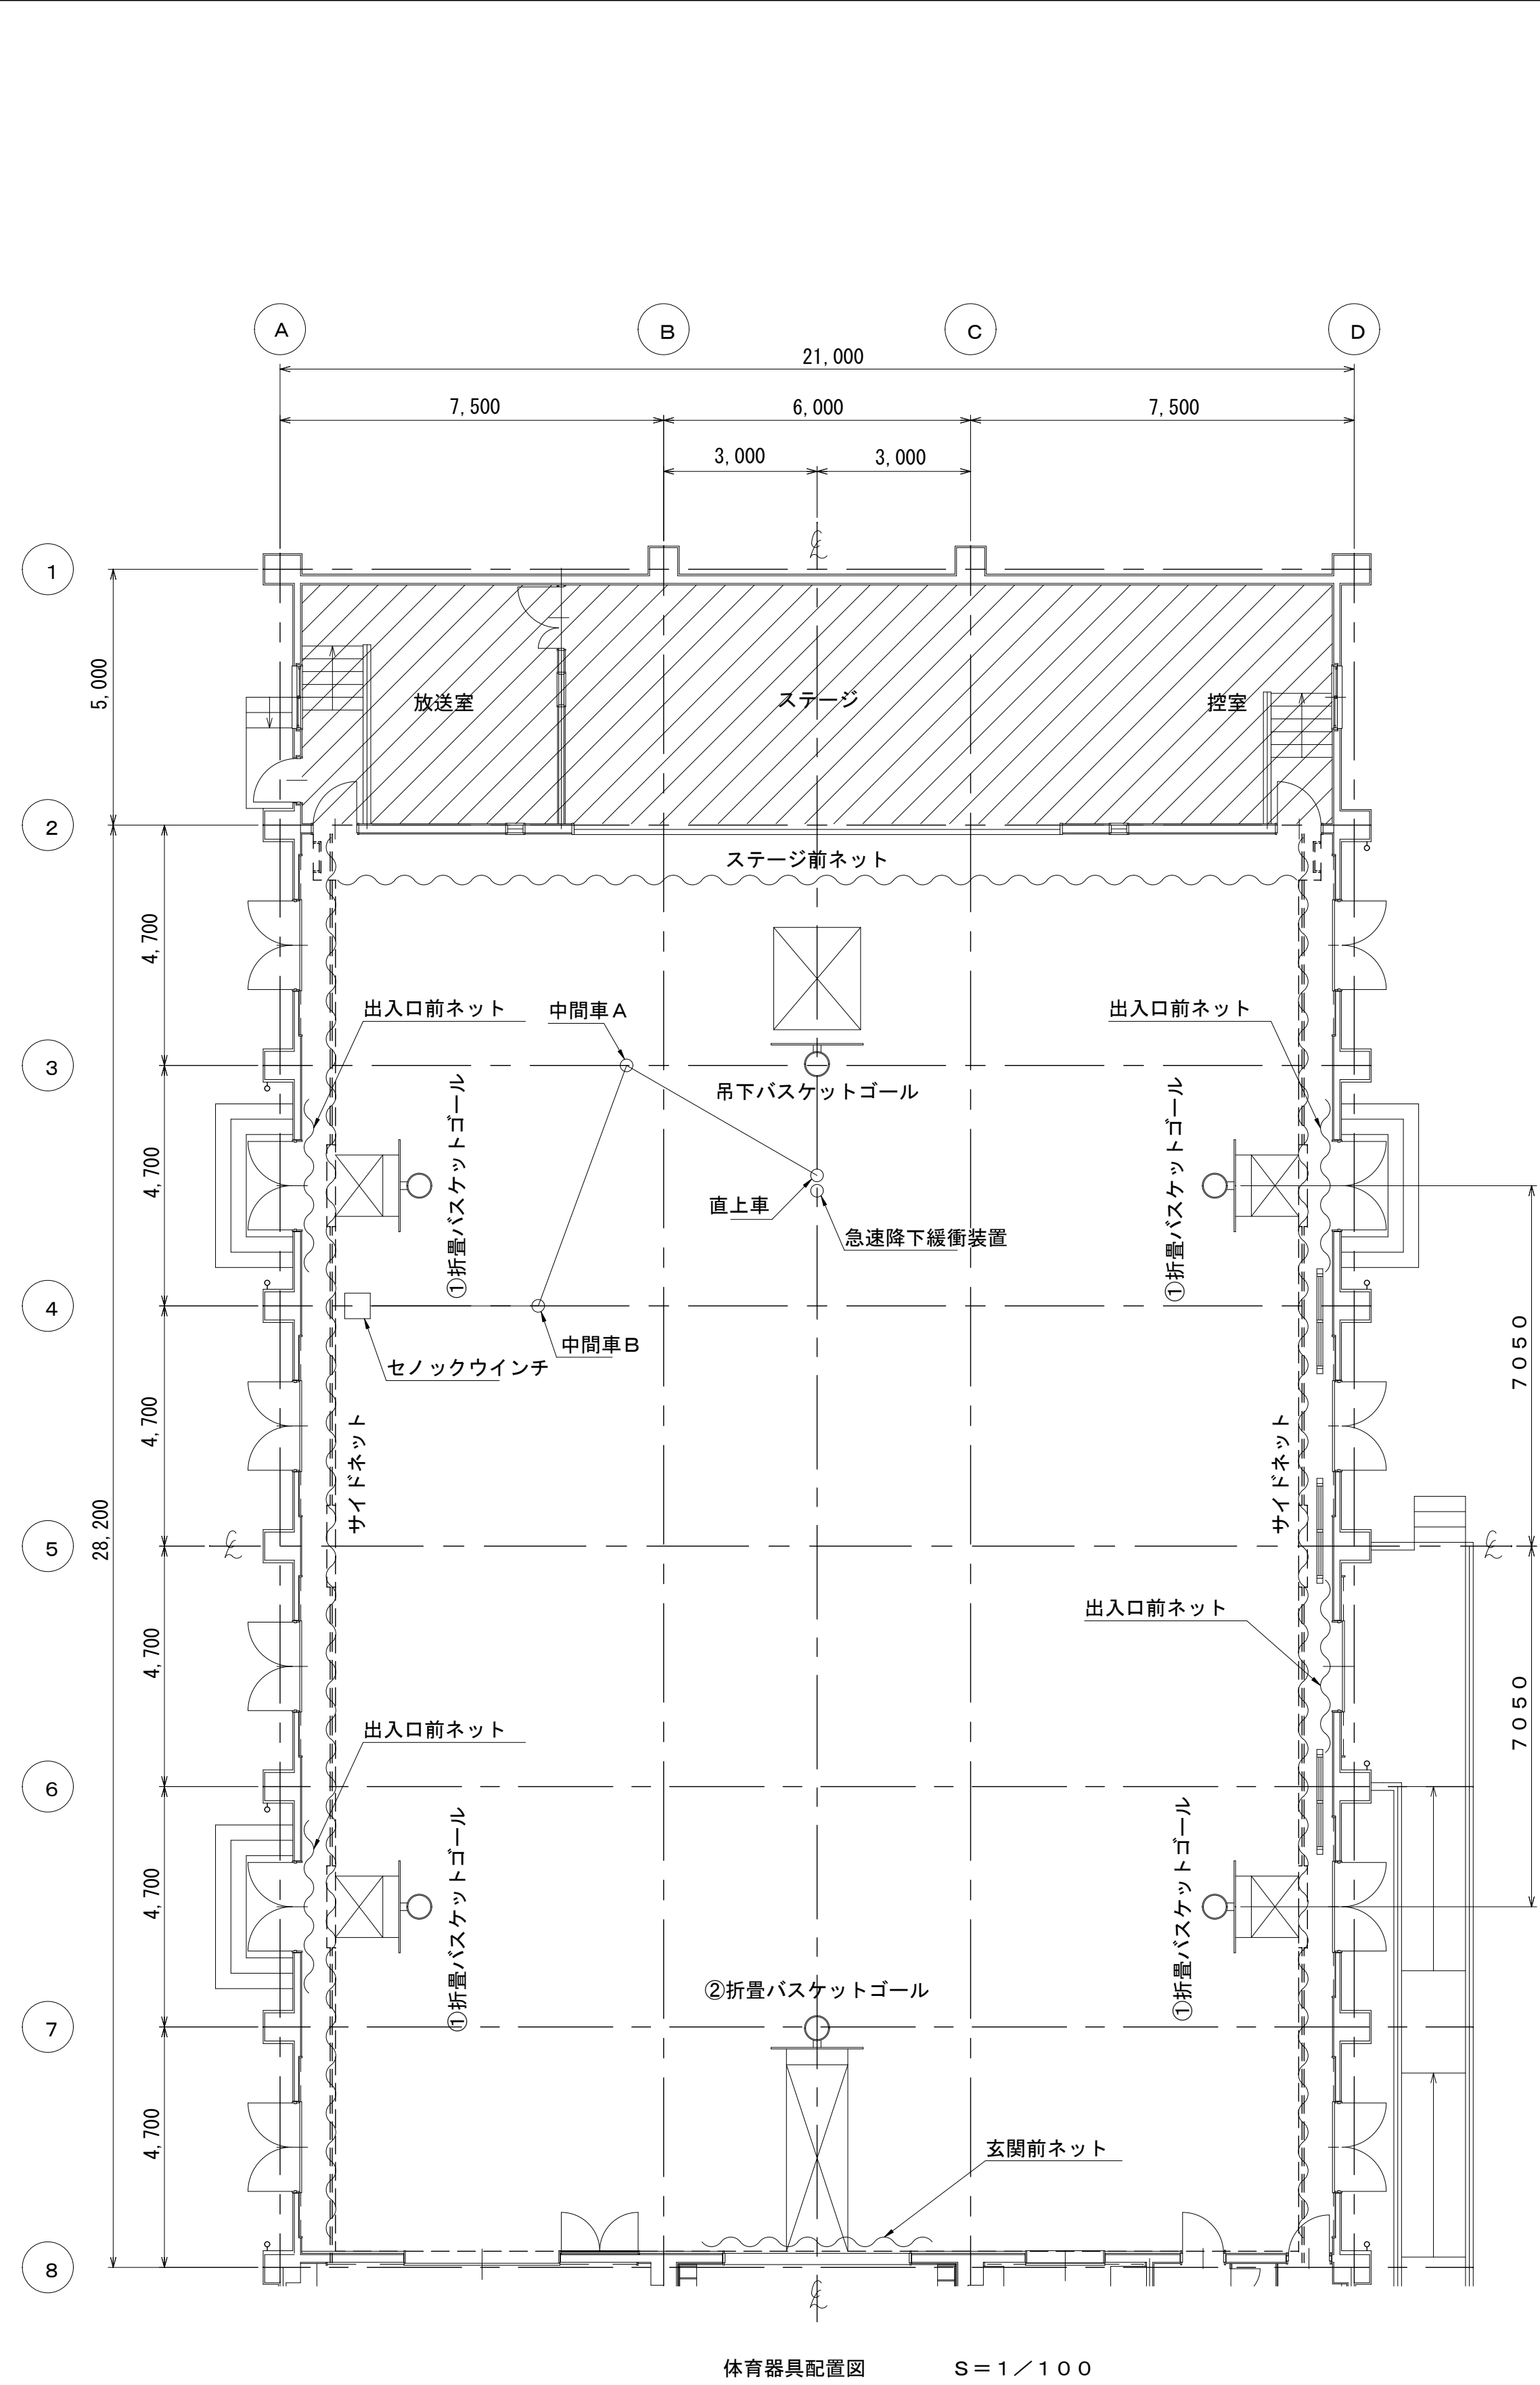 A
B
C
D
21,000
7,500
6,000
7,500
3,000
3,000
℄
1
5,000
放送室
ステージ
控室
2
ステージ前ネット
4,700
出入口前ネット
中間車A
出入口前ネット
3
吊下バスケットゴール
①折畳バスケットゴール
①折畳バスケットゴール
4,700
直上車
急速降下緩衝装置
4
中間車B
セノックウインチ
7050
4,700
サイドネット
サイドネット
28,200
5
℄
℄
出入口前ネット
4,700
7050
出入口前ネット
6
①折畳バスケットゴール
①折畳バスケットゴール
4,700
②折畳バスケットゴール
7
4,700
玄関前ネット
8
℄
体育器具配置図 S=1/100